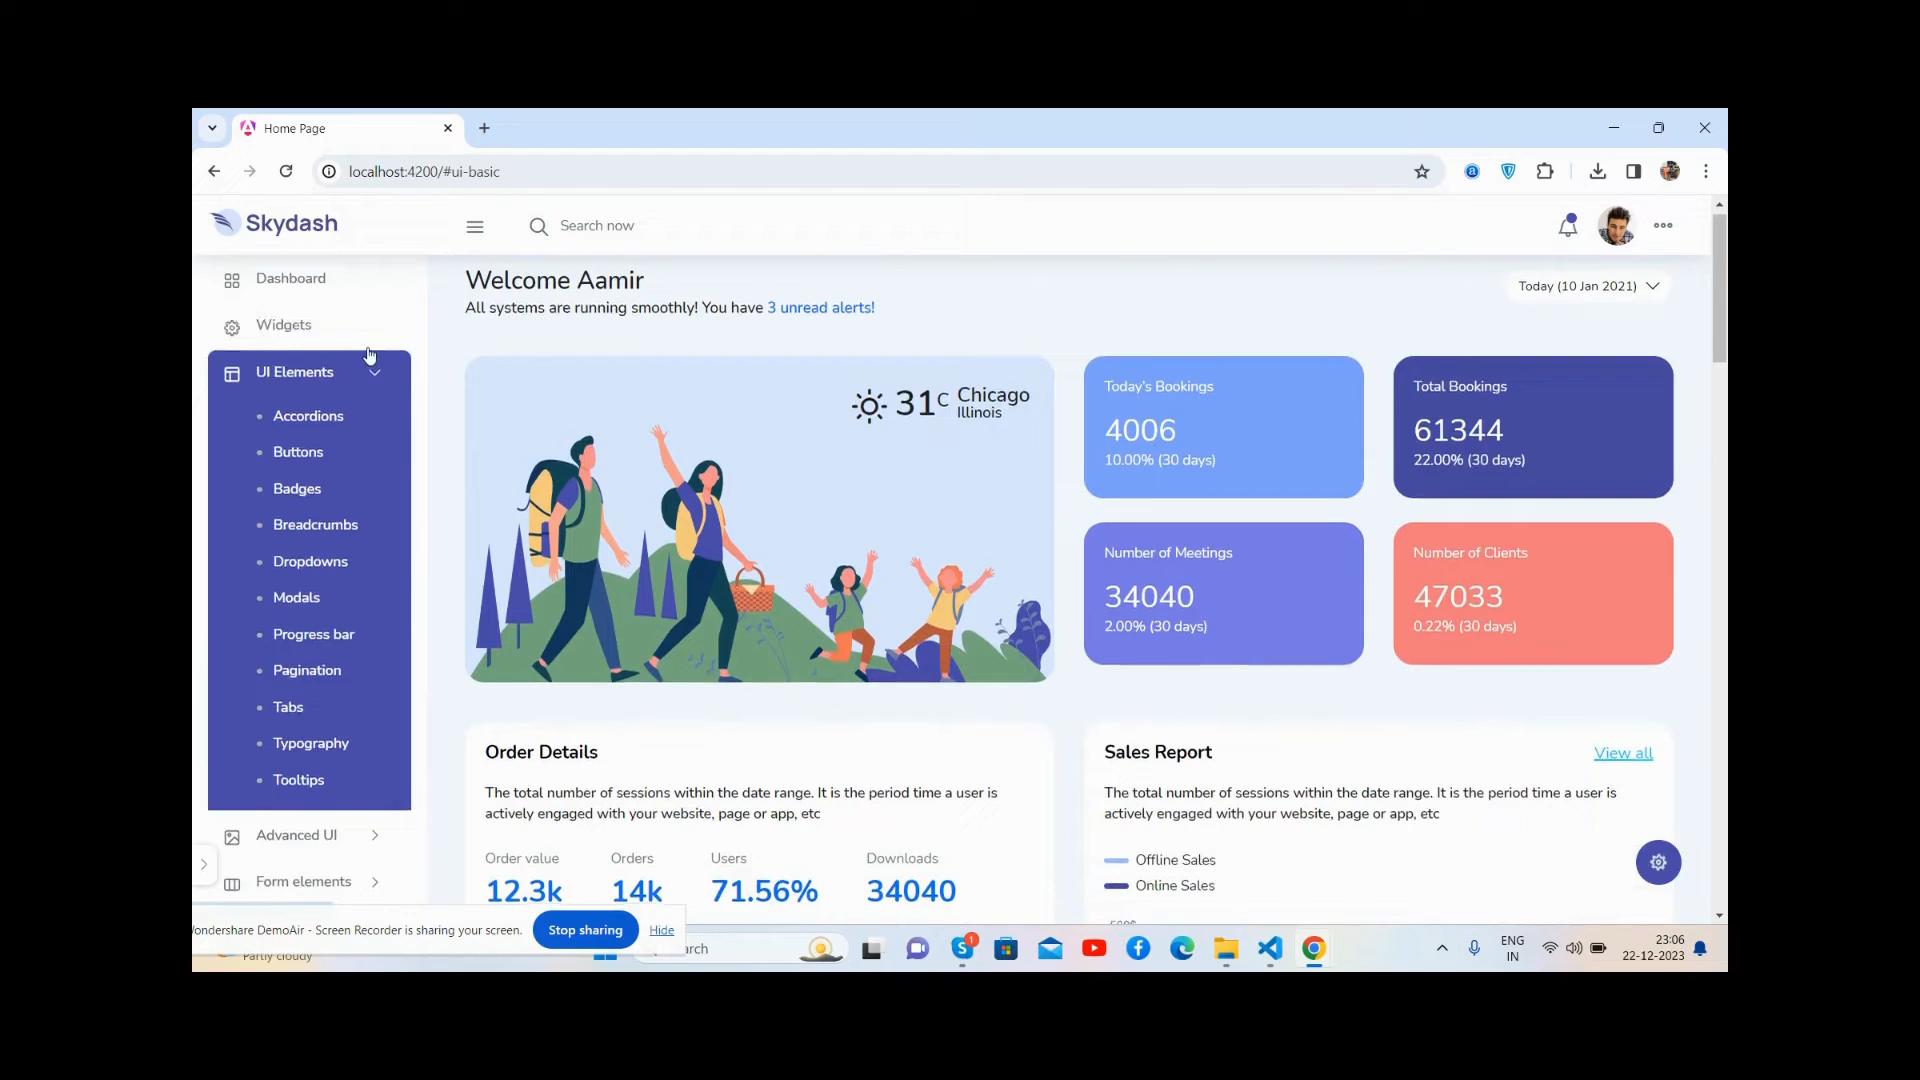 Home Page
localhost:4200/#ui-basic
Skydash
Search now
Dashboard
Widgets
UI Elements
Accordions
Buttons
Badges
Breadcrumbs
Dropdowns
Modals
Progress bar
Pagination
Tabs
Typography
Tooltips
Advanced UI
Form elements
Welcome Aamir
All systems are running smoothly! You have 3 unread alerts!
Today (10 Jan 2021)
31C Chicago
Illinois
Today's Bookings
4006
10.00% (30 days)
Total Bookings
61344
22.00% (30 days)
Number of Meetings
34040
2.00% (30 days)
Number of Clients
47033
0.22% (30 days)
Order Details
The total number of sessions within the date range. It is the period time a user is
actively engaged with your website, page or app, etc
Order value
12.3k
Orders
14k
Users
71.56%
Downloads
34040
Sales Report
View all
The total number of sessions within the date range. It is the period time a user is
actively engaged with your website, page or app, etc
Offline Sales
Online Sales
ondershare DemoAir - Screen Recorder is sharing your screen.
Stop sharing
Hide
Partly cloudy
arch
1
ENG
IN
23:06
22-12-2023